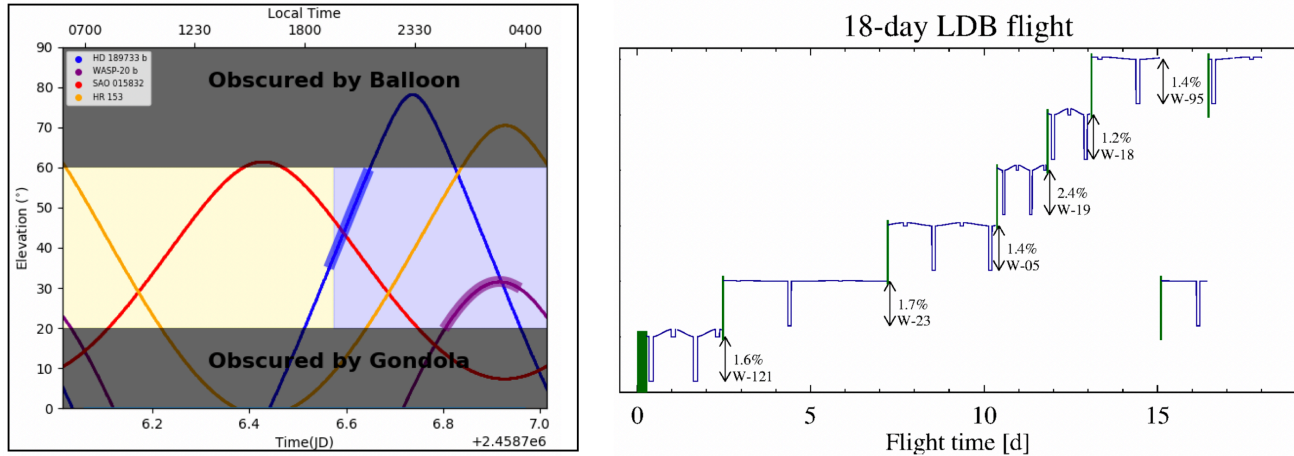 Local Time
0700 1230 1800 2330 0400
90
80
70
60
50
40
30
20
10
0
Elevation (°)
HD 189733 b
WASP-20 b
SAO 015832
HR 153
Obscured by Balloon
Obscured by Gondola
6.2 6.4 6.6 6.8 7.0
Time(JD)
+2.4587e6
18-day LDB flight
1.4%
W-95
1.2%
W-18
2.4%
W-19
1.4%
W-05
1.7%
W-23
1.6%
W-121
0 5 10 15
Flight time [d]